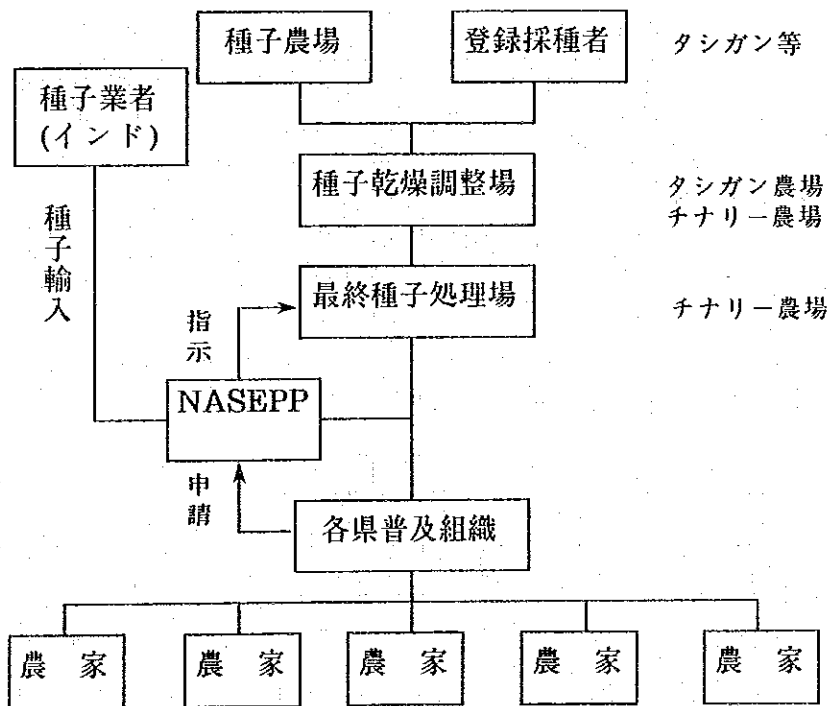 種子農場
登録採種者
タシガン等
種子業者
(インド)
種子乾燥調整場
タシガン農場
チナリー農場
種子輸入
最終種子処理場
チナリー農場
指示
NASEPP
申請
各県普及組織
農　家
農　家
農　家
農　家
農　家